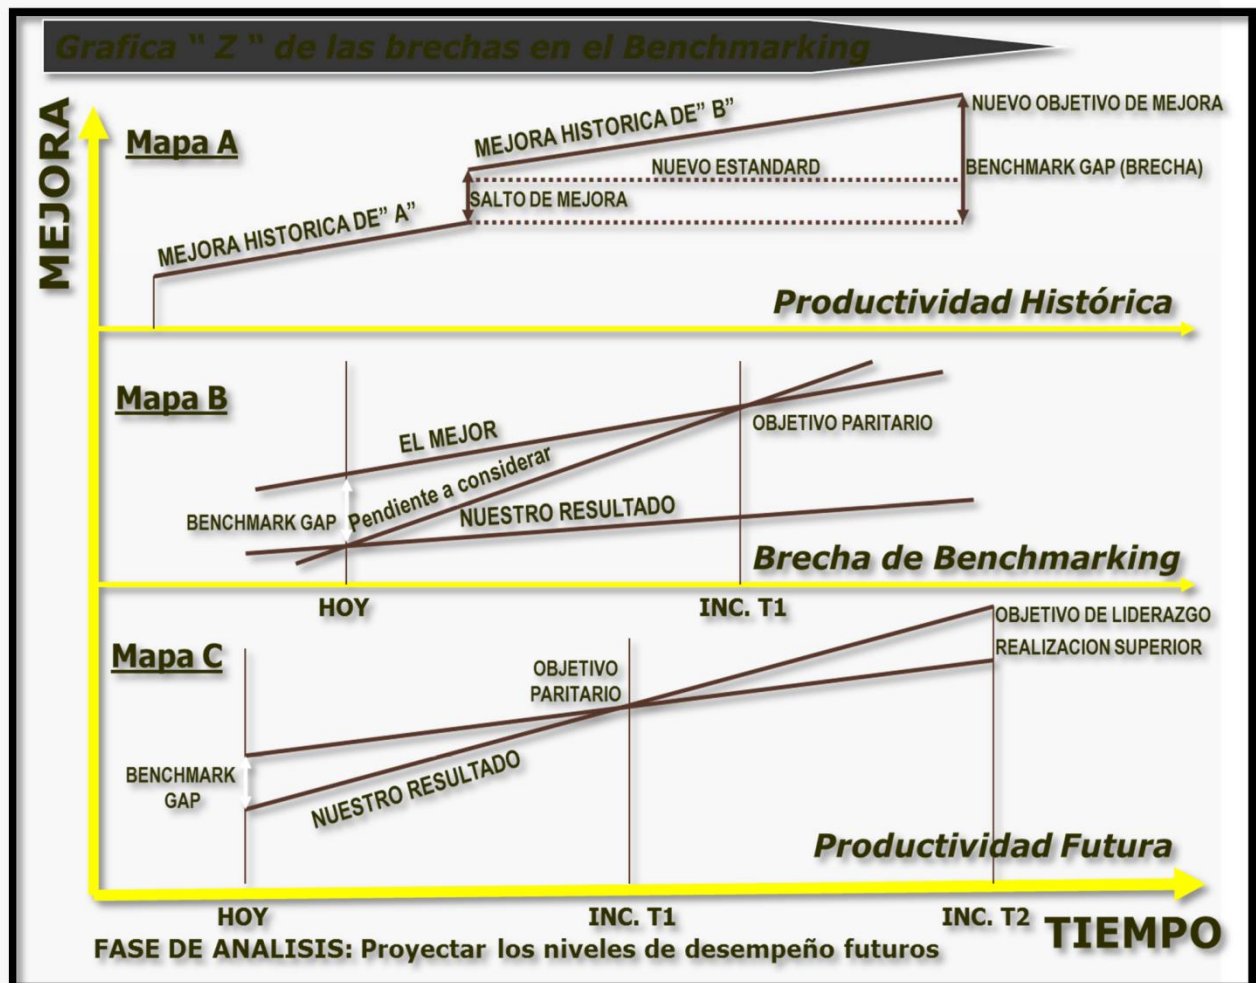 Grafica " Z " de las brechas en el Benchmarking
MEJORA
Mapa A
MEJORA HISTORICA DE" A"
MEJORA HISTORICA DE" B"
NUEVO OBJETIVO DE MEJORA
NUEVO ESTANDARD
BENCHMARK GAP (BRECHA)
SALTO DE MEJORA
Productividad Histórica
Mapa B
EL MEJOR
OBJETIVO PARITARIO
Pendiente a considerar
BENCHMARK GAP
NUESTRO RESULTADO
Brecha de Benchmarking
HOY
INC. T1
Mapa C
OBJETIVO DE LIDERAZGO
REALIZACION SUPERIOR
OBJETIVO
PARITARIO
BENCHMARK
GAP
NUESTRO RESULTADO
Productividad Futura
HOY
INC. T1
INC. T2
TIEMPO
FASE DE ANALISIS: Proyectar los niveles de desempeño futuros